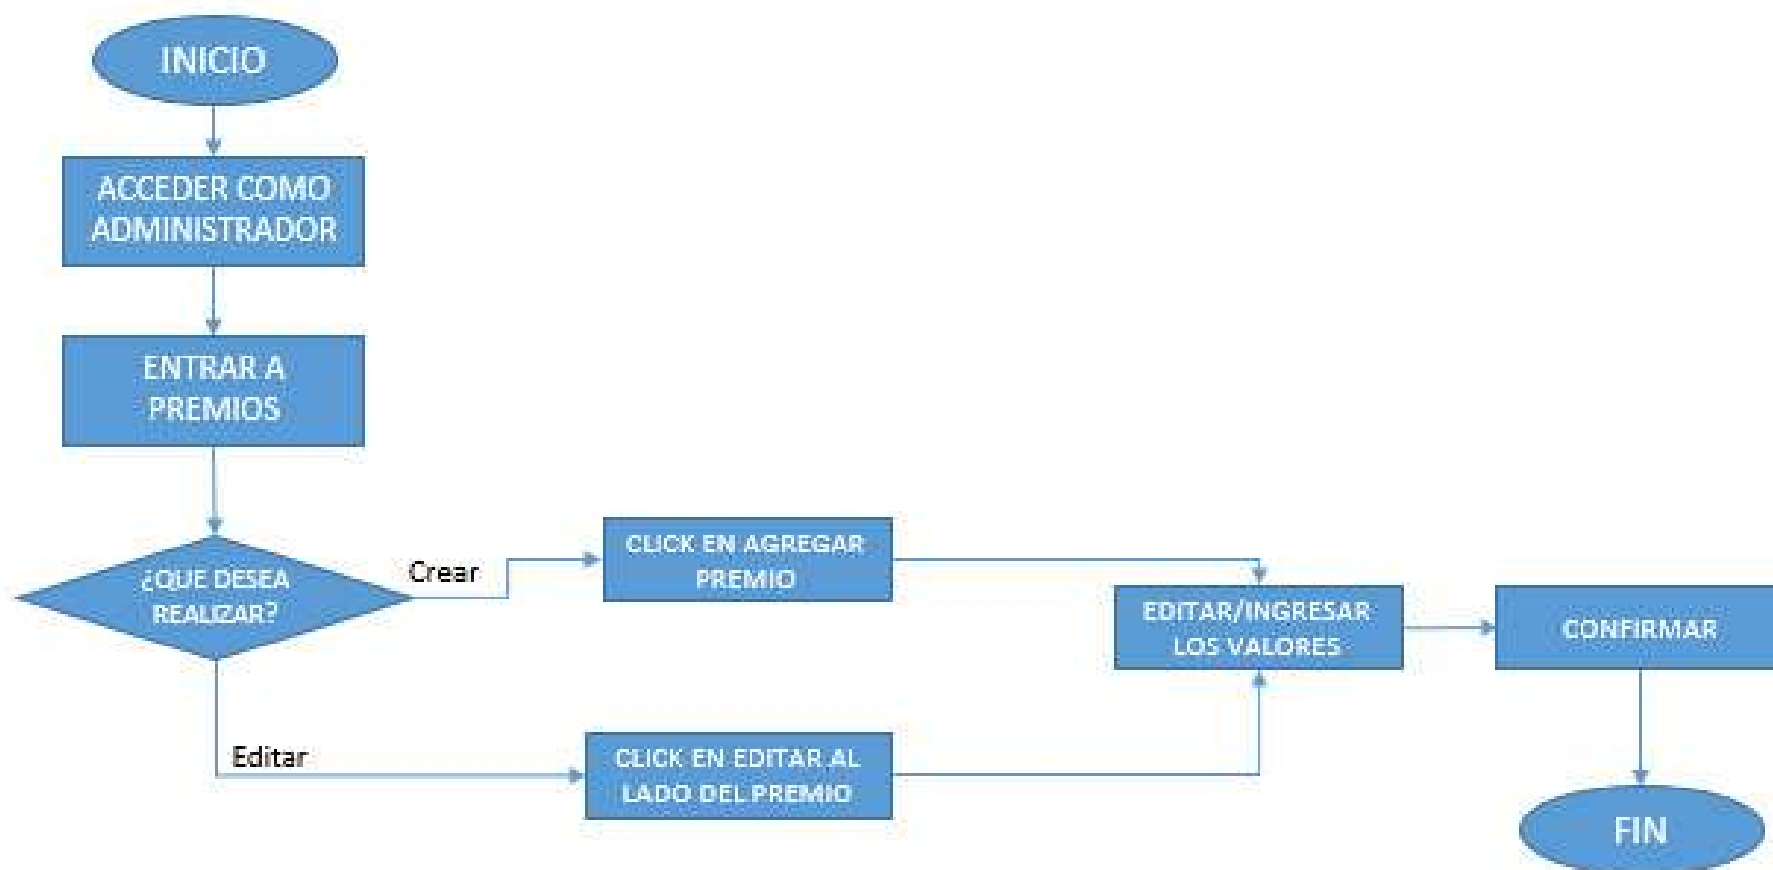 INICIO
ACCEDER COMO
ADMINISTRADOR
ENTRAR A
PREMIOS
¿QUE DESEA
REALIZAR?
Crear
CLICK EN AGREGAR
PREMIO
Editar
CLICK EN EDITAR AL
LADO DEL PREMIO
EDITAR/INGRESAR
LOS VALORES
CONFIRMAR
FIN